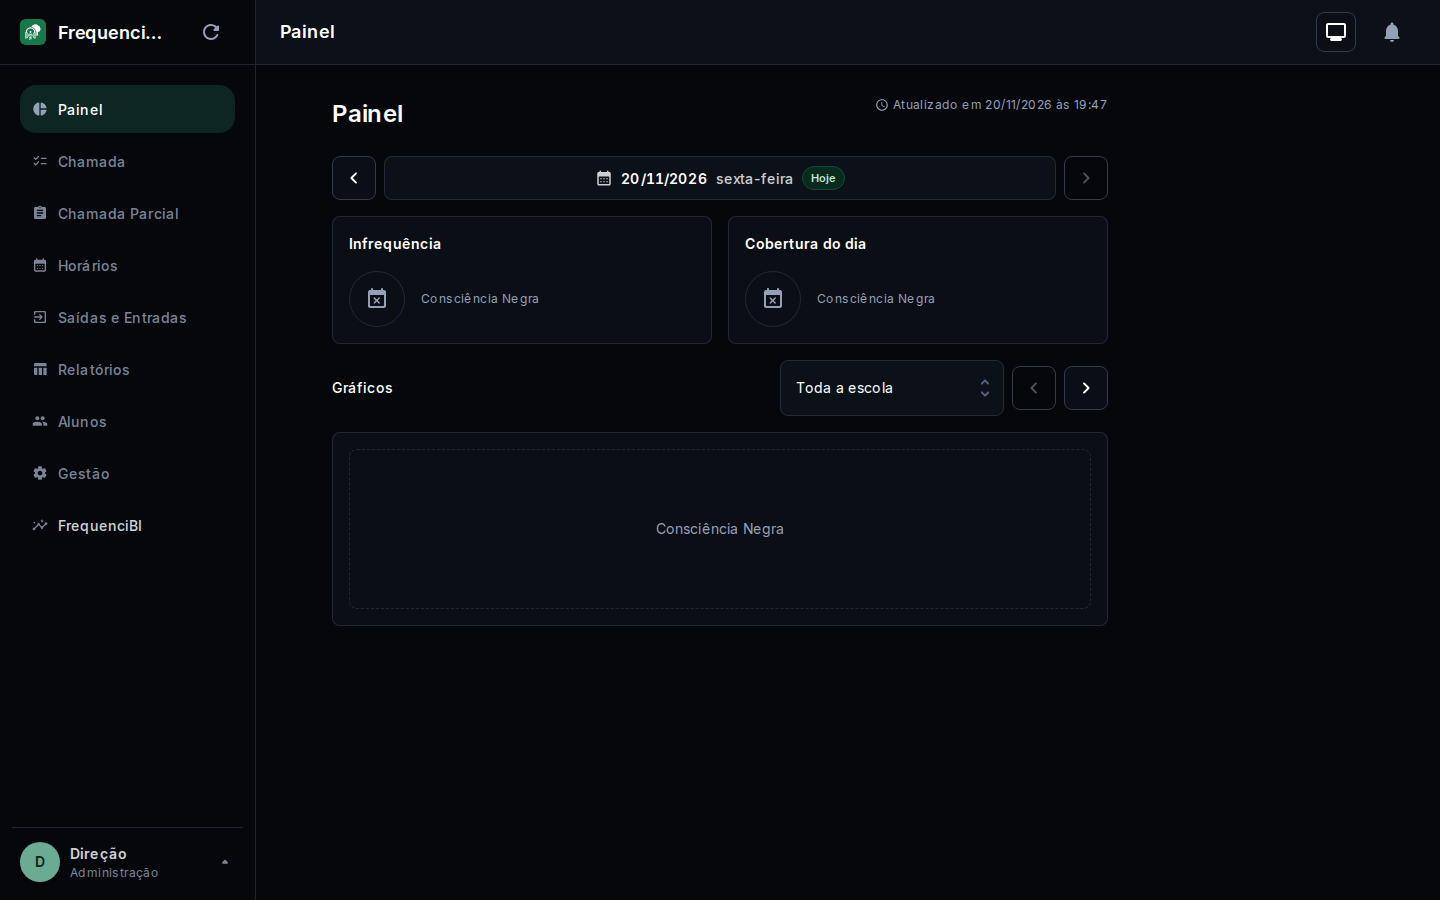 Frequenci...
Painel
Painel
Chamada
Chamada Parcial
Horários
Saídas e Entradas
Relatórios
Alunos
Gestão
FrequenciBI
D
Direção
Administração
Painel
Atualizado em 20/11/2026 às 19:47
20/11/2026 sexta-feira Hoje
Infrequência
Consciência Negra
Cobertura do dia
Consciência Negra
Gráficos
Toda a escola
Consciência Negra